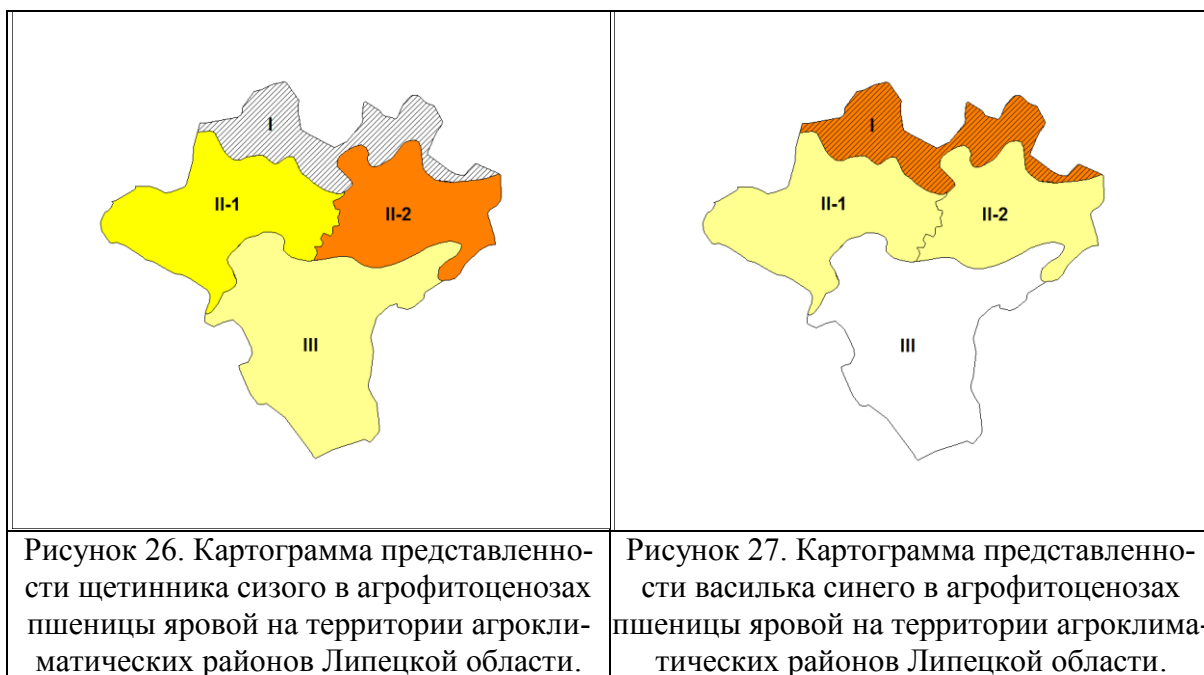 I
II-1
II-2
III
I
II-1
II-2
III
Рисунок 26. Картограмма представленно-
сти щетинника сизого в агрофитоценозах
пшеницы яровой на территории агрокли-
матических районов Липецкой области.
Рисунок 27. Картограмма представленно-
сти василька синего в агрофитоценозах
пшеницы яровой на территории агроклима-
тических районов Липецкой области.